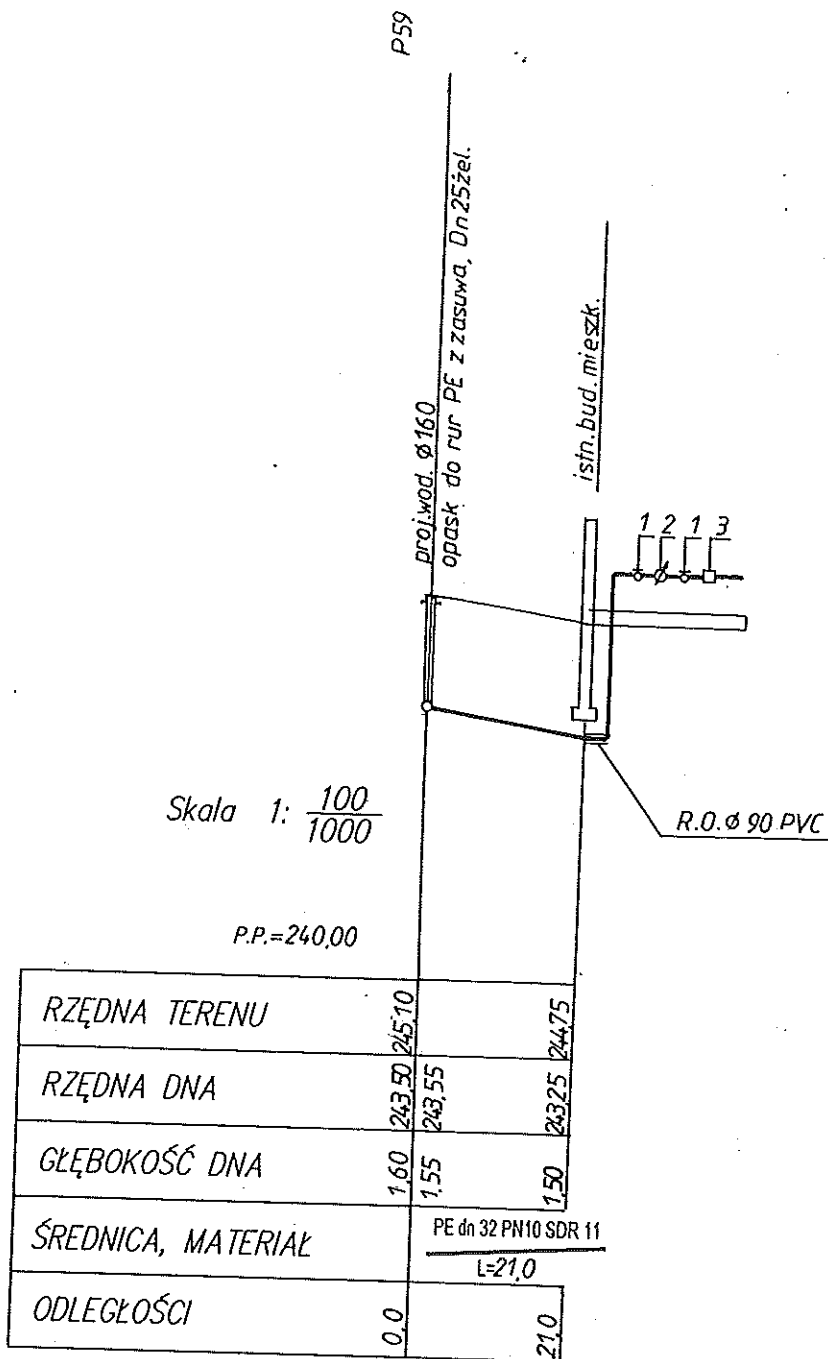 P59
proj.wod. ø160
opask do rur PE z zasuwa, Dn25żel.
istn.bud.mieszk.
1 2 1 3
R.O.ø 90 PVC
Skala 1: 100
1000
P.P.=240,00
RZĘDNA TERENU 245,10 244,75
RZĘDNA DNA 243,50 243,55 243,25
GŁĘBOKOŚĆ DNA 1,60 1,55 1,50
ŚREDNICA, MATERIAŁ PE dn 32 PN10 SDR 11
L=21,0
ODLEGŁOŚCI 0,0 21,0